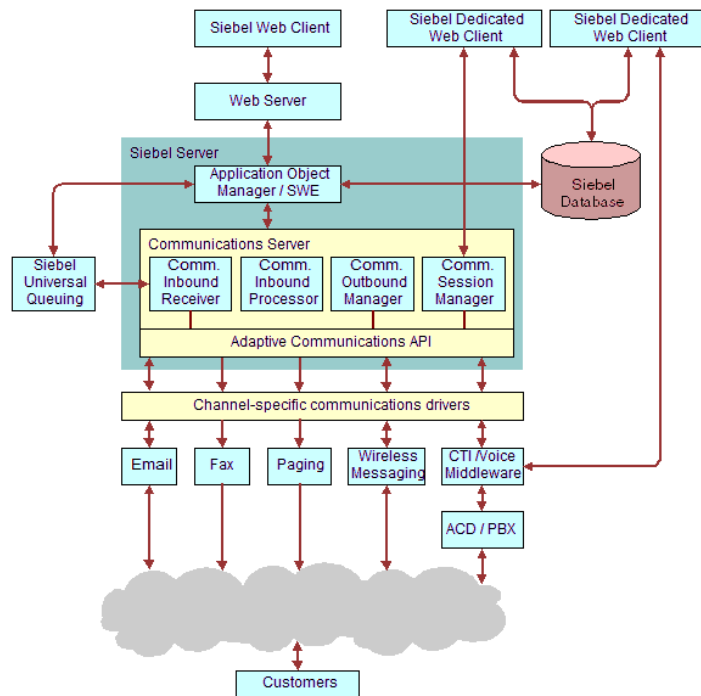 Siebel Web Client
Siebel Dedicated
Web Client
Siebel Dedicated
Web Client
Web Server
Siebel Server
Application Object
Manager / SWE
Siebel
Database
Communications Server
Siebel
Universal
Queuing
Comm.
Inbound
Receiver
Comm.
Inbound
Processor
Comm.
Outbound
Manager
Comm.
Session
Manager
Adaptive Communications API
Channel-specific communications drivers
Email
Fax
Paging
Wireless
Messaging
CTI /Voice
Middleware
ACD / PBX
Customers